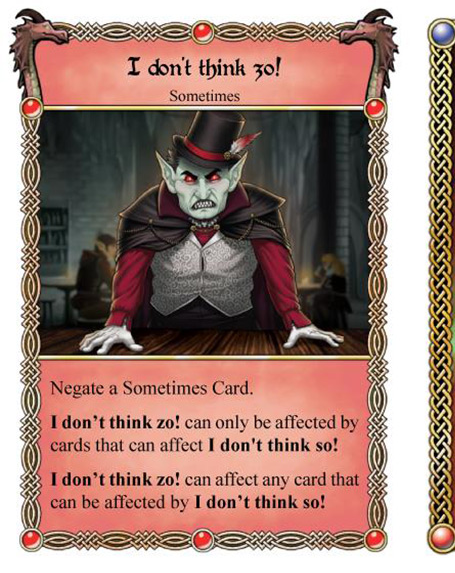 I don't think zo!
Sometimes
Negate a Sometimes Card.
I don’t think zo! can only be affected by
cards that can affect I don't think so!
I don’t think zo! can affect any card that
can be affected by I don’t think so!